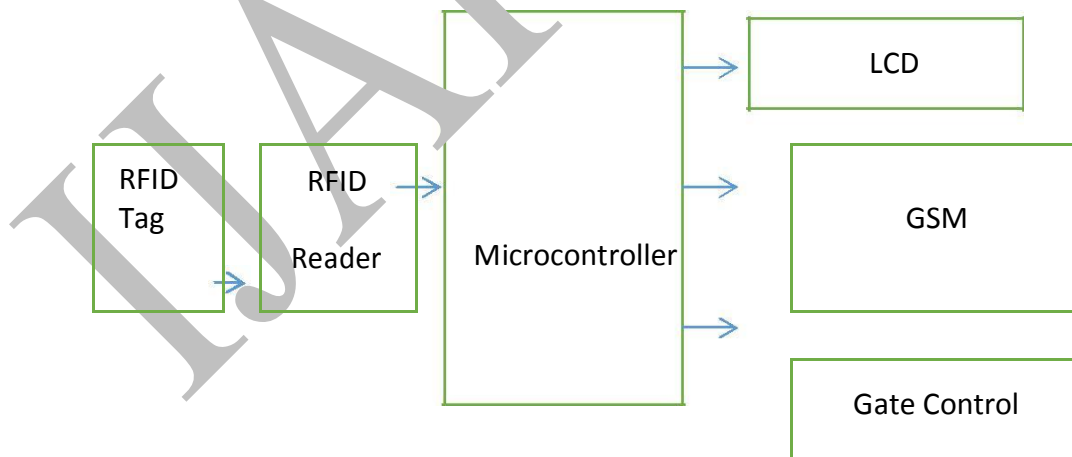 RFID
Tag
RFID
Reader
Microcontroller
LCD
GSM
Gate Control